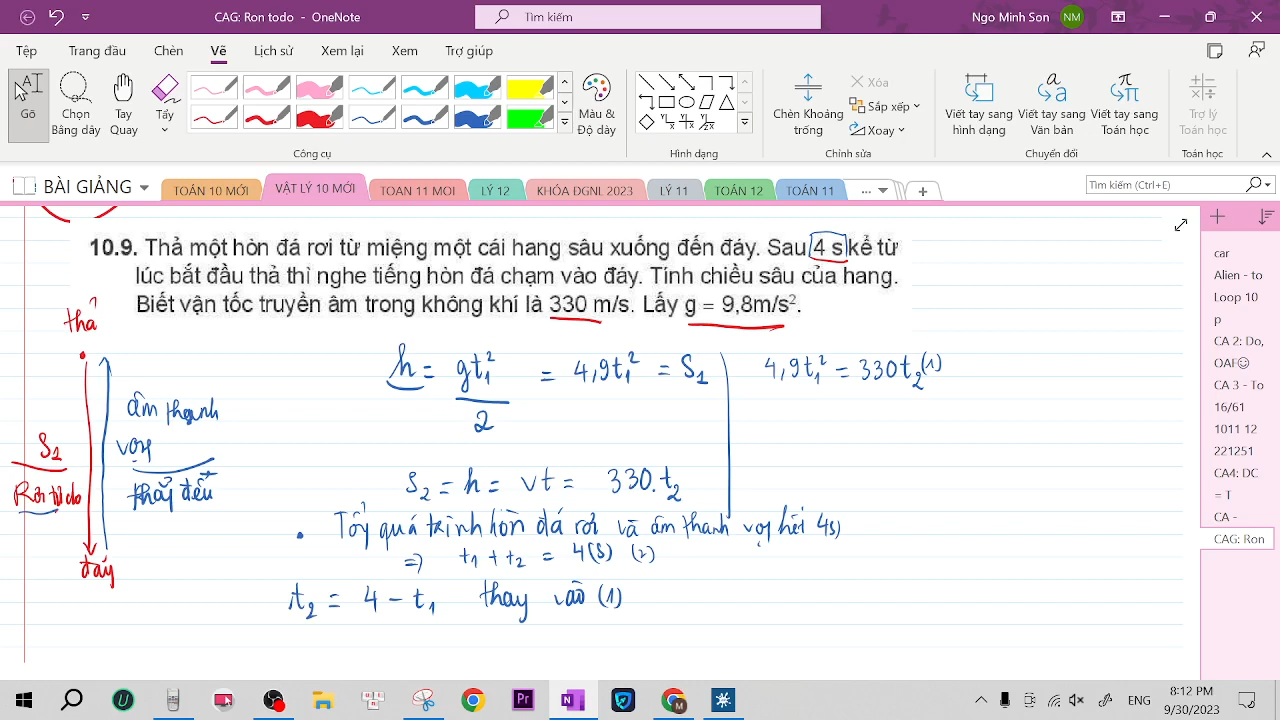 CAG: Ron todo - OneNote
Tìm kiếm
Ngo Minh Son
NM
Tệp
Trang đầu
Chèn
Vẽ
Lịch sử
Xem lại
Xem
Trợ giúp
Gõ
Chọn Bằng dây
Tay Quay
Tẩy
Màu & Độ dày
Chèn Khoảng trống
Xóa
Sắp xếp
Xoay
Viết tay sang hình dạng
Viết tay sang Văn bản
Viết tay sang Toán học
Trợ lý Toán học
Công cụ
Hình dạng
Chuyển đổi
Toán học
BÀI GIẢNG
TOÁN 10 MỚI
VẬT LÝ 10 MỚI
TOAN 11 MOI
LÝ 12
KHÓA DGNL 2023
LÝ 11
TOÁN 12
TOÁN 11
...
Tìm kiếm (Ctrl+E)
10.9. Thả một hòn đá rơi từ miệng một cái hang sâu xuống đến đáy. Sau 4 s kể từ
lúc bắt đầu thả thì nghe tiếng hòn đá chạm vào đáy. Tính chiều sâu của hang.
Biết vận tốc truyền âm trong không khí là 330 m/s. Lấy g = 9,8m/s².
thả
h = gt₁²/2 = 4,9t₁² = S₁
4,9t₁² = 330t₂ (1)
âm thanh
vọng
thẳng đều
Rơi tự do
đáy
S₂ = h = vt = 330.t₂
• Tổng quá trình hòn đá rơi và âm thanh vọng hết 4s
=> t₁ + t₂ = 4(s) (2)
t₂ = 4 - t₁ thay vào (1)
car
Alien - to
Loop 10
p
CA 2: Do,
OAI☺
CA 3 - To
16/61
1011 12
221251
CA4: DC
= T
CA -
CAG: Ron
ENG
8:12 PM
9/30/2023